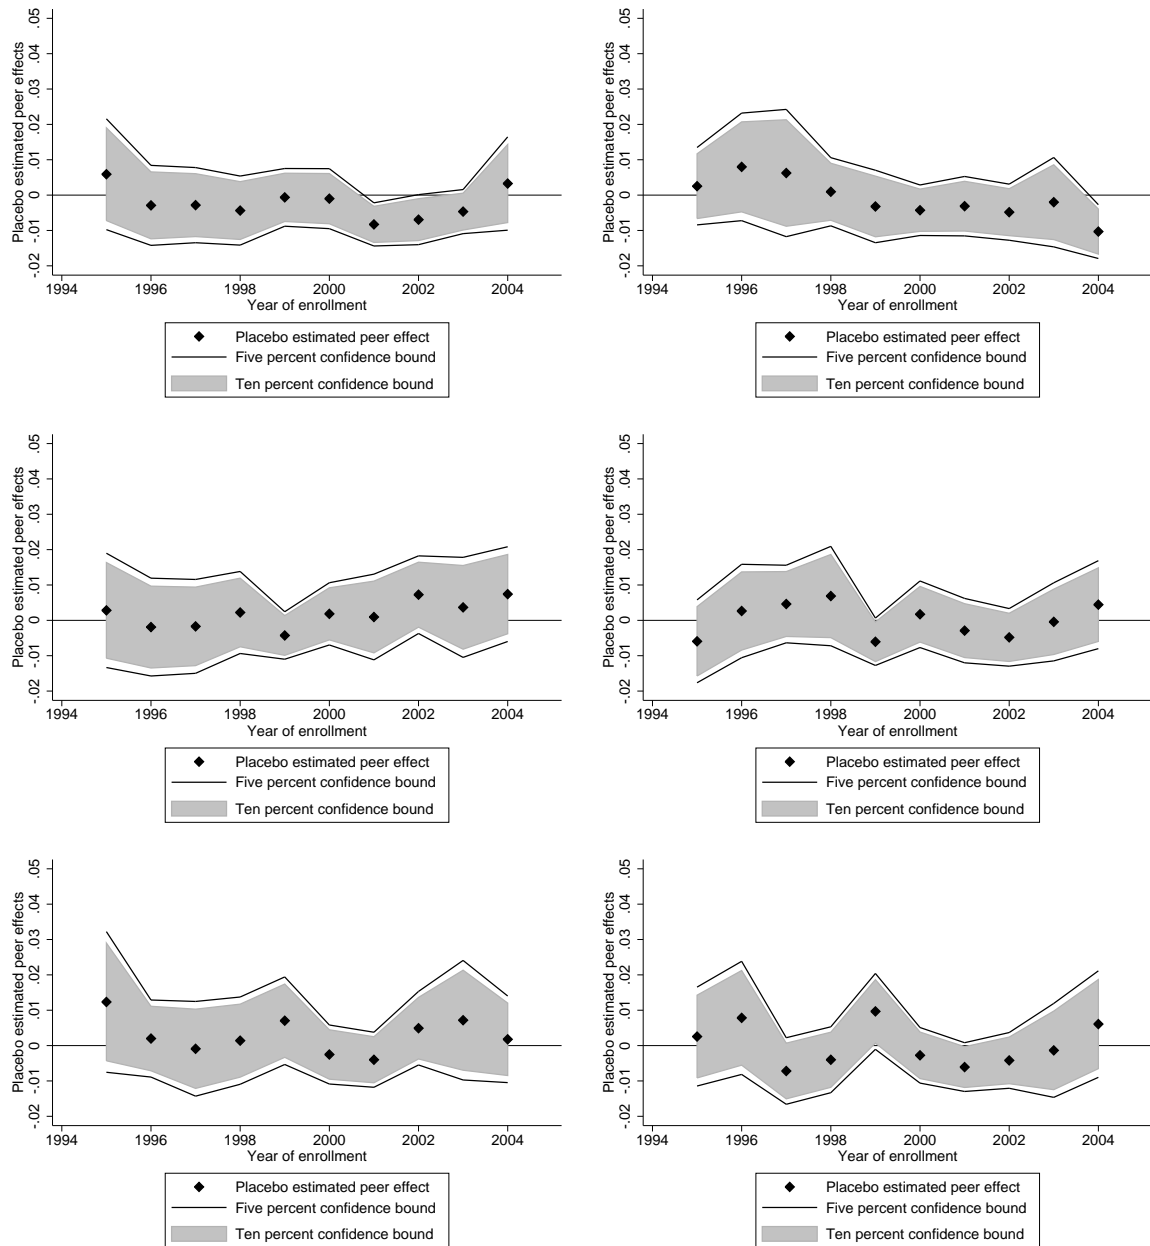 Placebo estimated peer effects
.05
.04
.03
.02
.01
0
-.01
-.02
1994 1996 1998 2000 2002 2004
Year of enrollment
Placebo estimated peer effect
Five percent confidence bound
Ten percent confidence bound
Placebo estimated peer effects
.05
.04
.03
.02
.01
0
-.01
-.02
1994 1996 1998 2000 2002 2004
Year of enrollment
Placebo estimated peer effect
Five percent confidence bound
Ten percent confidence bound
Placebo estimated peer effects
.05
.04
.03
.02
.01
0
-.01
-.02
1994 1996 1998 2000 2002 2004
Year of enrollment
Placebo estimated peer effect
Five percent confidence bound
Ten percent confidence bound
Placebo estimated peer effects
.05
.04
.03
.02
.01
0
-.01
-.02
1994 1996 1998 2000 2002 2004
Year of enrollment
Placebo estimated peer effect
Five percent confidence bound
Ten percent confidence bound
Placebo estimated peer effects
.05
.04
.03
.02
.01
0
-.01
-.02
1994 1996 1998 2000 2002 2004
Year of enrollment
Placebo estimated peer effect
Five percent confidence bound
Ten percent confidence bound
Placebo estimated peer effects
.05
.04
.03
.02
.01
0
-.01
-.02
1994 1996 1998 2000 2002 2004
Year of enrollment
Placebo estimated peer effect
Five percent confidence bound
Ten percent confidence bound